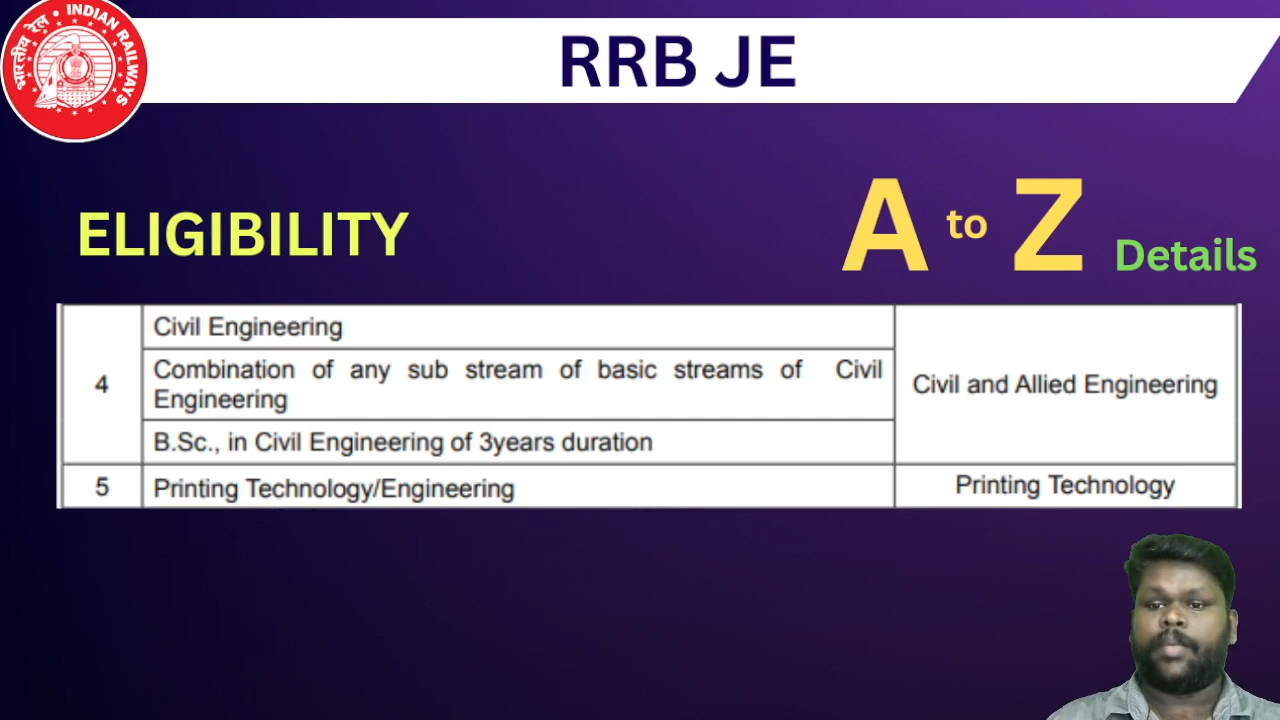 भारतीय रेल • INDIAN RAILWAYS
RRB JE
ELIGIBILITY
A to Z Details
4
Civil Engineering
Combination of any sub stream of basic streams of Civil
Engineering
B.Sc., in Civil Engineering of 3years duration
Civil and Allied Engineering
5
Printing Technology/Engineering
Printing Technology